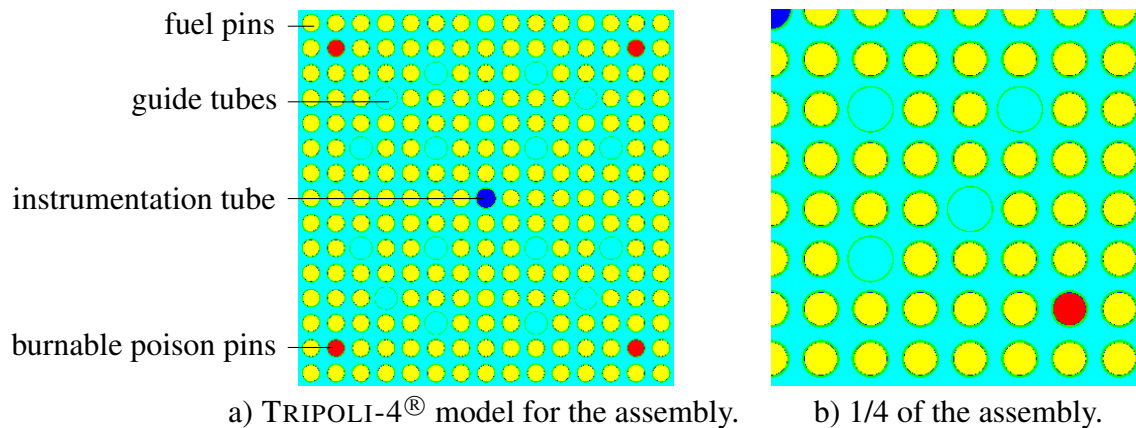 fuel pins
guide tubes
instrumentation tube
burnable poison pins
a) TRIPOLI-4® model for the assembly.
b) 1/4 of the assembly.